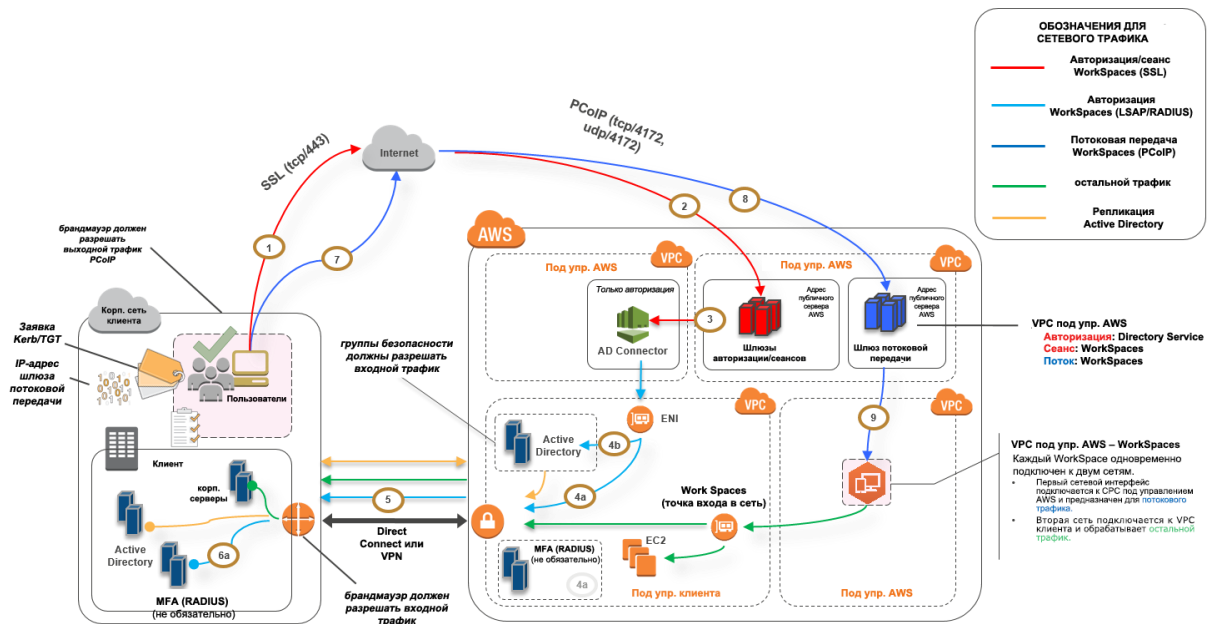 ОБОЗНАЧЕНИЯ ДЛЯ
СЕТЕВОГО ТРАФИКА
Авторизация/сеанс
WorkSpaces (SSL)
Авторизация
WorkSpaces (LSAP/RADIUS)
Потоковая передача
WorkSpaces (PCoIP)
остальной трафик
Репликация
Active Directory
SSL (tcp/443)
Internet
PCoIP (tcp/4172,
udp/4172)
1
7
2
8
брандмауэр должен
разрешать
выходной трафик
PCoIP
AWS
VPC
Под упр. AWS
VPC
Под упр. AWS
Только авторизация
AD Connector
3
Адрес
публичного
сервера
AWS
Шлюзы
авторизации/сеансов
Адрес
публичного
сервера
AWS
Шлюз потоковой
передачи
VPC под упр. AWS
Авторизация: Directory Service
Сеанс: WorkSpaces
Поток: WorkSpaces
Корп. сеть
клиента
Заявка
Kerb/TGT
IP-адрес
шлюза
потоковой
передачи
Пользователи
группы безопасности
должны разрешать
входной трафик
VPC
ENI
Active
Directory
4b
4a
9
VPC
VPC под упр. AWS – WorkSpaces
Каждый WorkSpace одновременно
подключен к двум сетям.
• Первый сетевой интерфейс
подключается к CPC под управлением
AWS и предназначен для потокового
трафика.
• Вторая сеть подключается к VPC
клиента и обрабатывает остальной
трафик.
Клиент
корп.
серверы
Active
Directory
6a
MFA (RADIUS)
(не обязательно)
5
Direct
Connect или
VPN
Work Spaces
(точка входа в сеть)
EC2
MFA (RADIUS)
(не обязательно)
4a
Под упр. клиента
Под упр. AWS
брандмауэр должен
разрешать входной
трафик